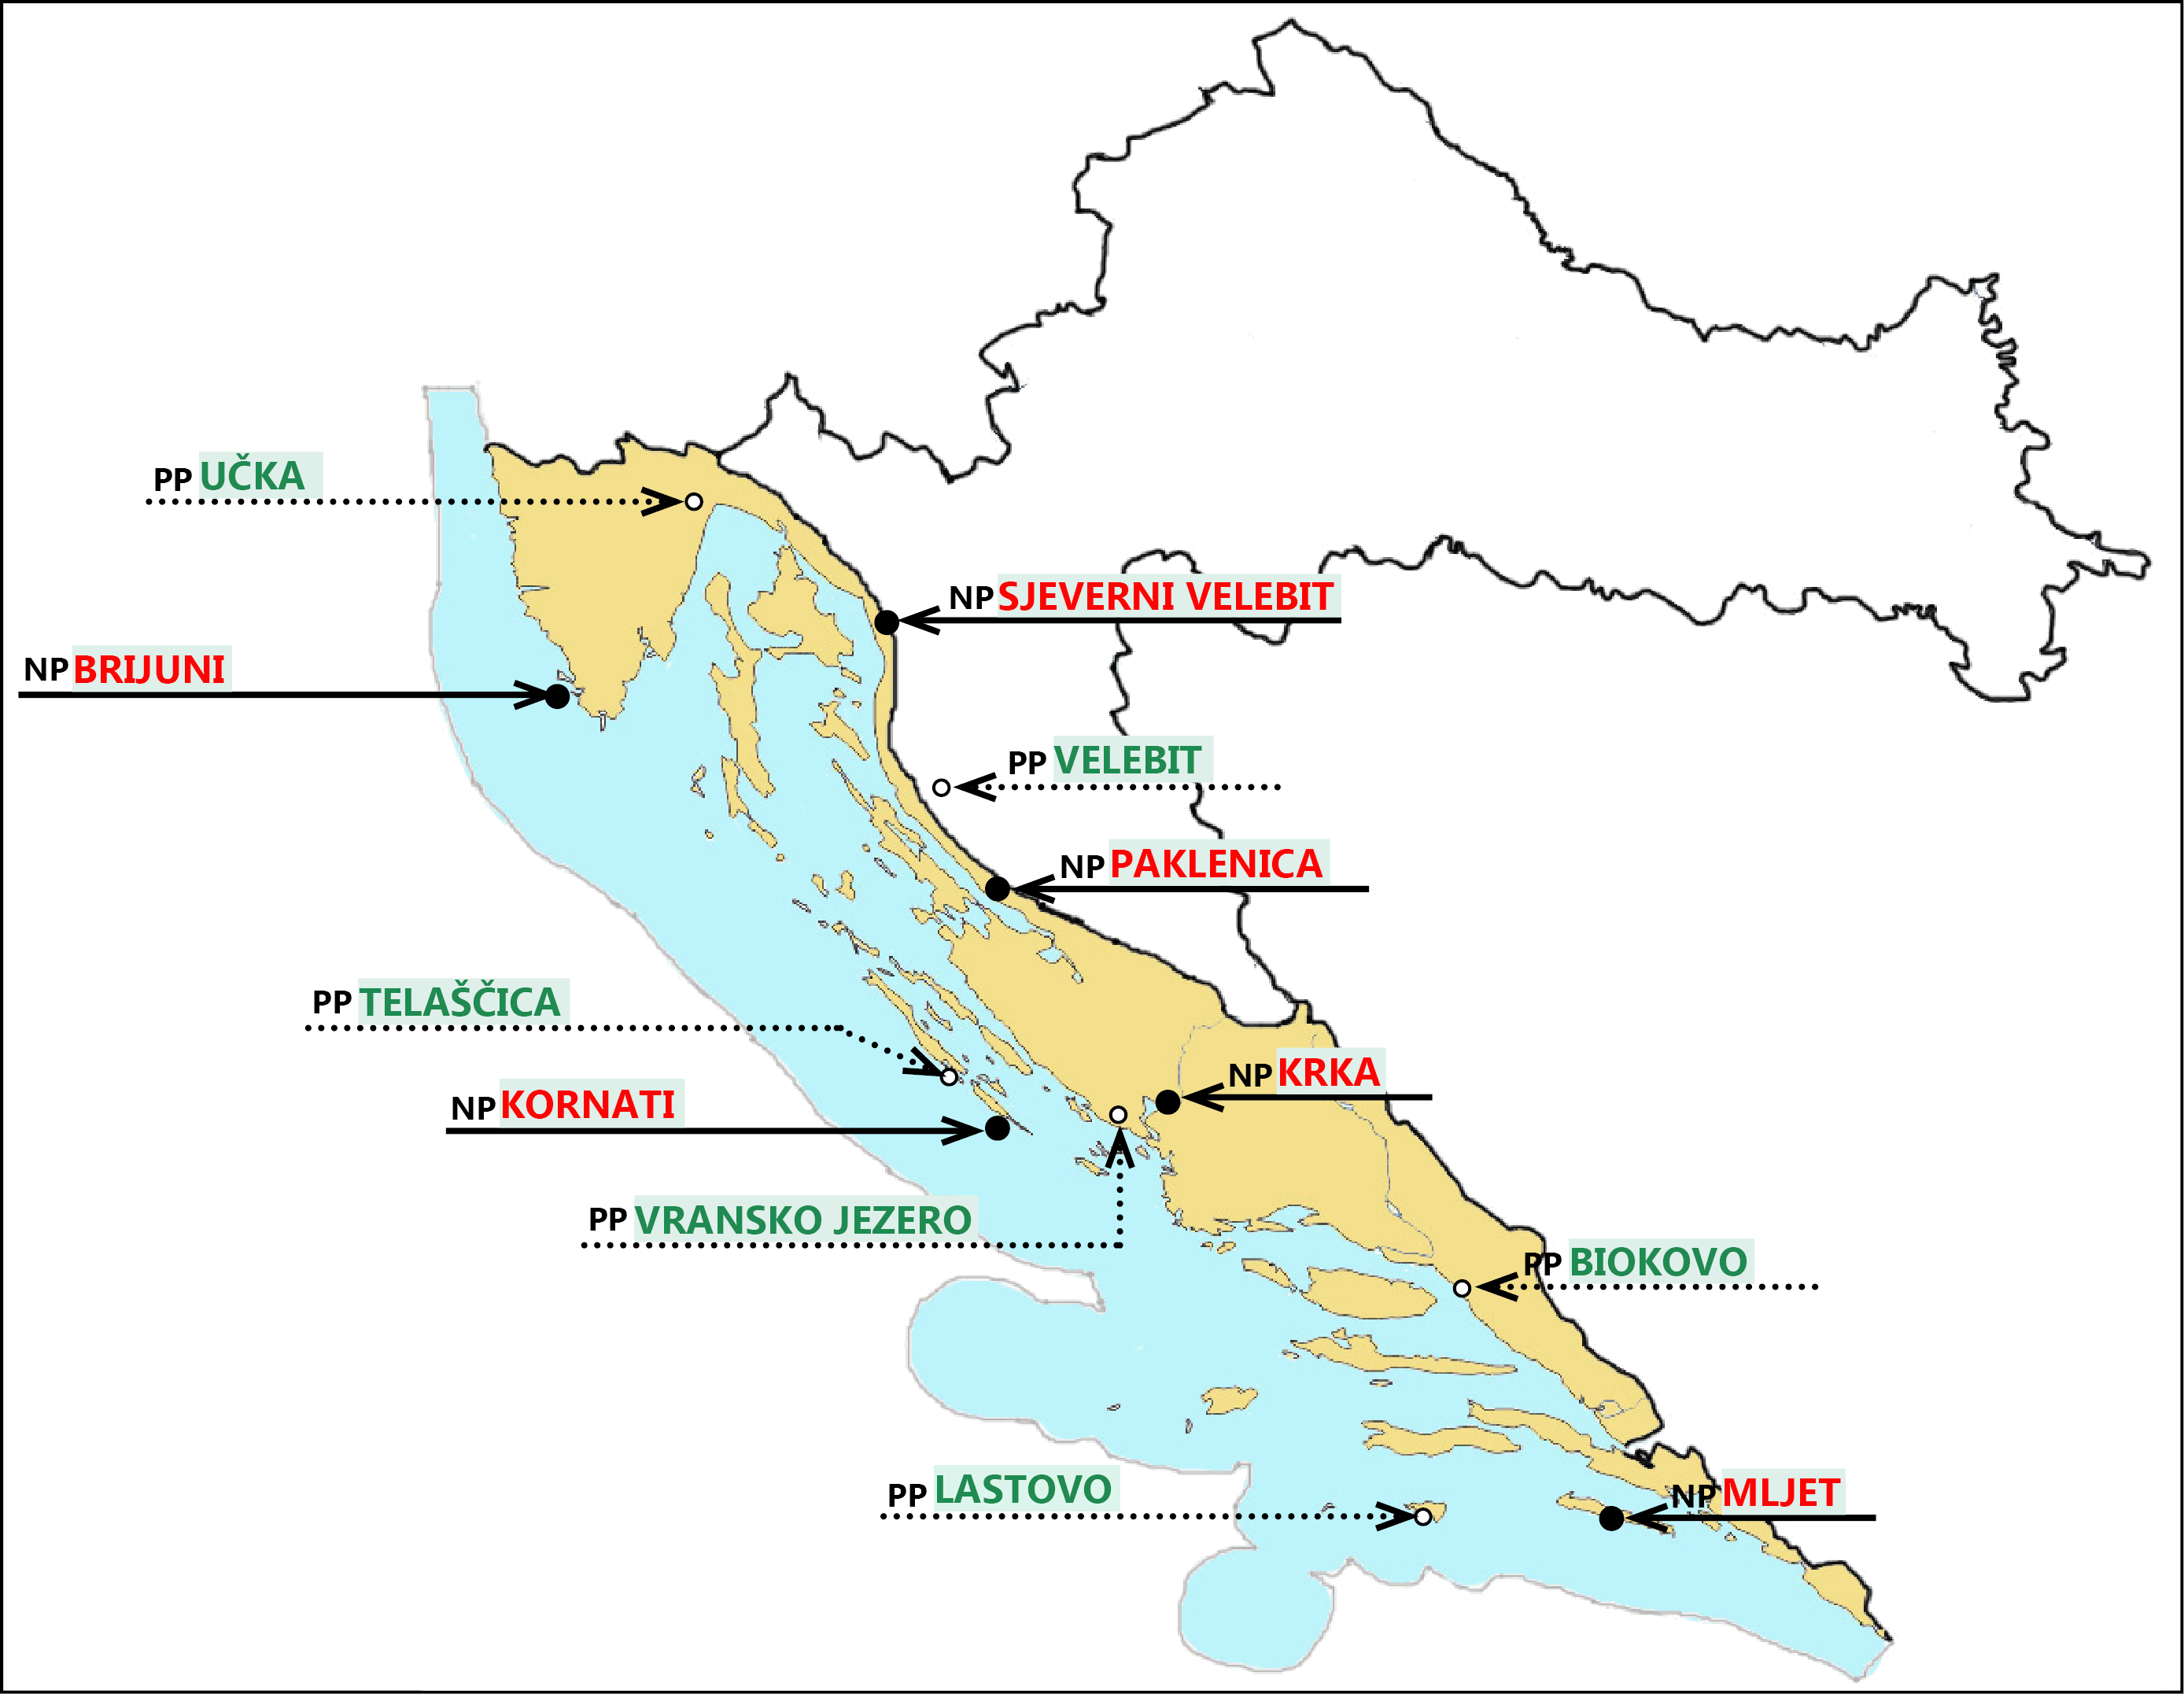 PP UČKA
NP SJEVERNI VELEBIT
NP BRIJUNI
PP VELEBIT
NP PAKLENICA
PP TELAŠČICA
NP KRKA
NP KORNATI
PP VRANSKO JEZERO
PP BIOKOVO
PP LASTOVO
NP MLJET